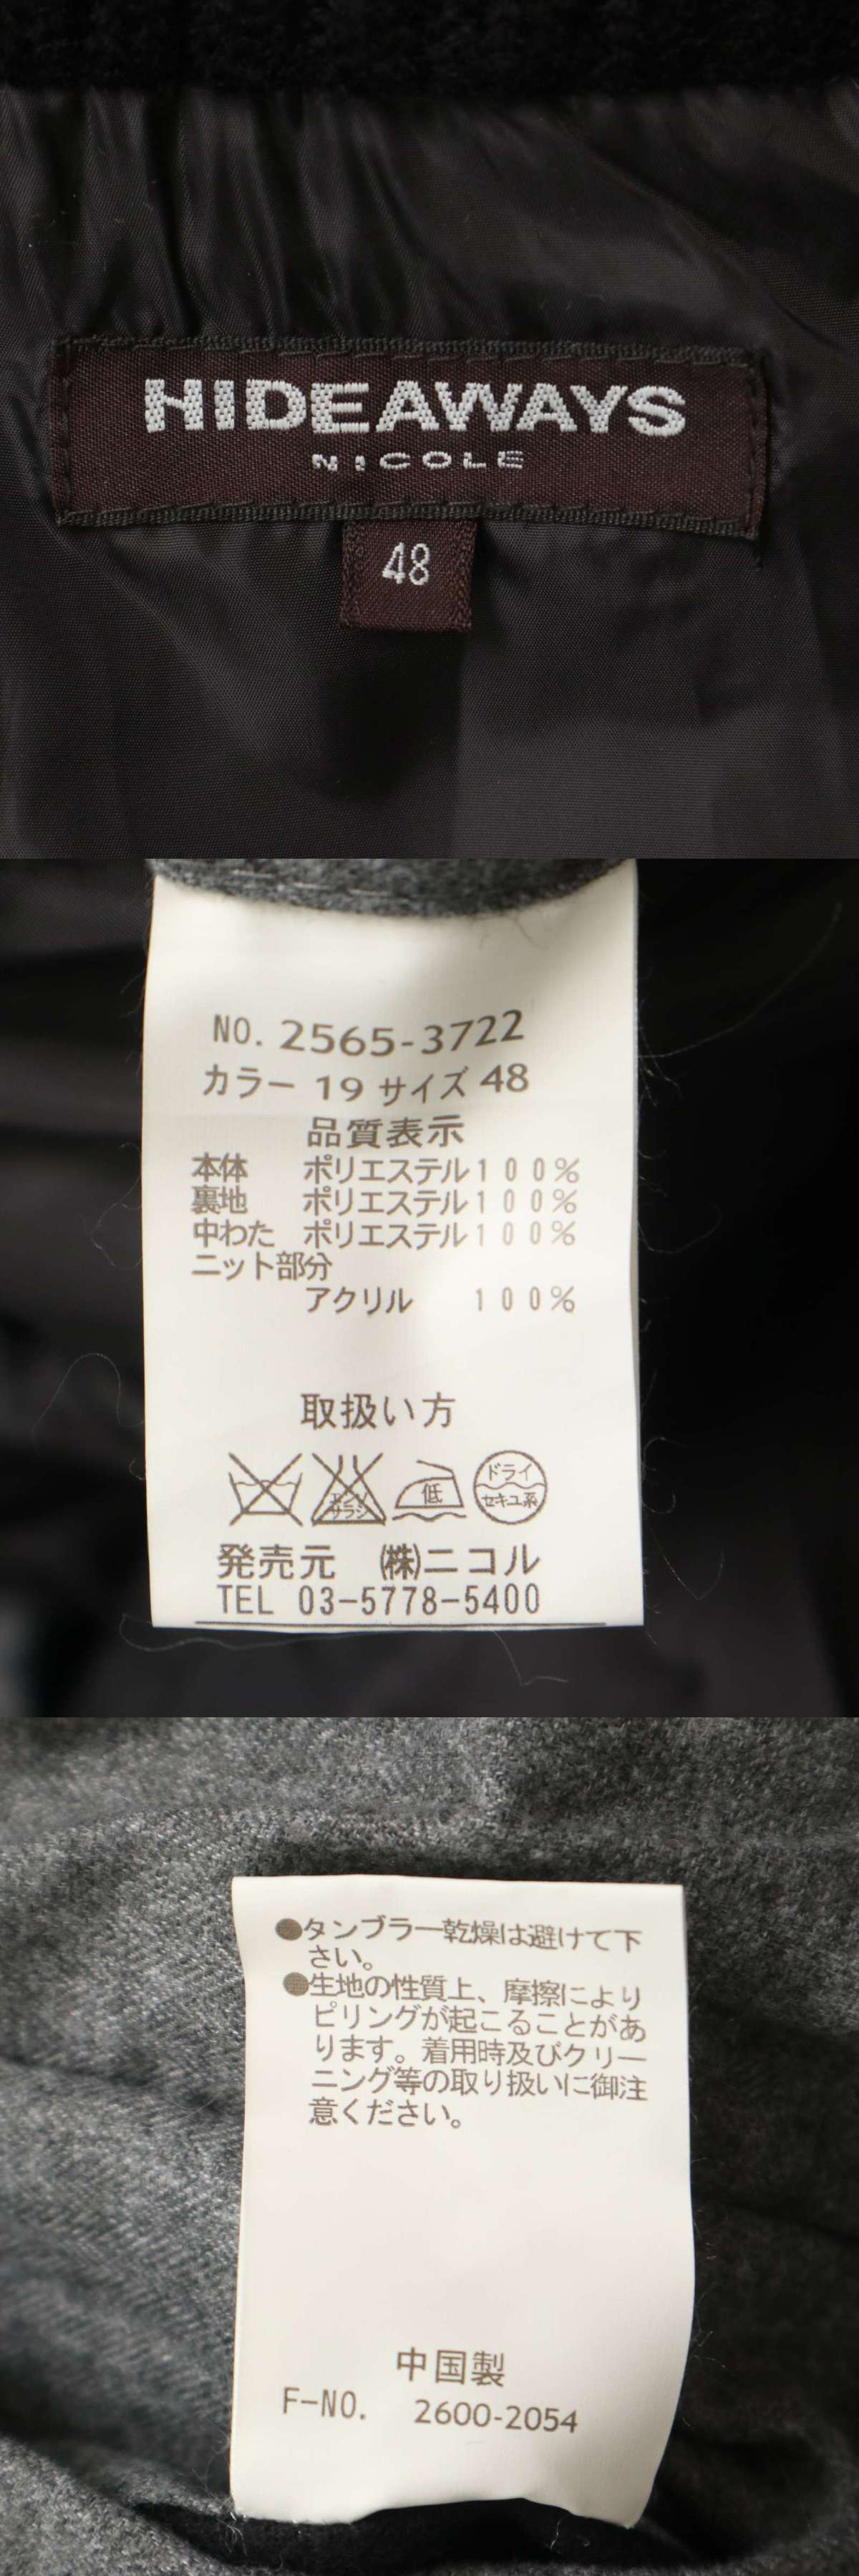 HIDEAWAYS
NICOLE
48
NO. 2565-3722
カラー 19 サイズ 48
品質表示
本体 ポリエステル100%
裏地 ポリエステル100%
中わた ポリエステル100%
ニット部分
アクリル 100%
取扱い方
エンソ
サラシ
低
ドライ
セキユ系
発売元 ㈱ニコル
TEL 03-5778-5400
●タンブラー乾燥は避けて下
さい。
●生地の性質上、摩擦により
ピリングが起こることがあ
ります。着用時及びクリー
ニング等の取り扱いに御注
意ください。
中国製
F-NO. 2600-2054